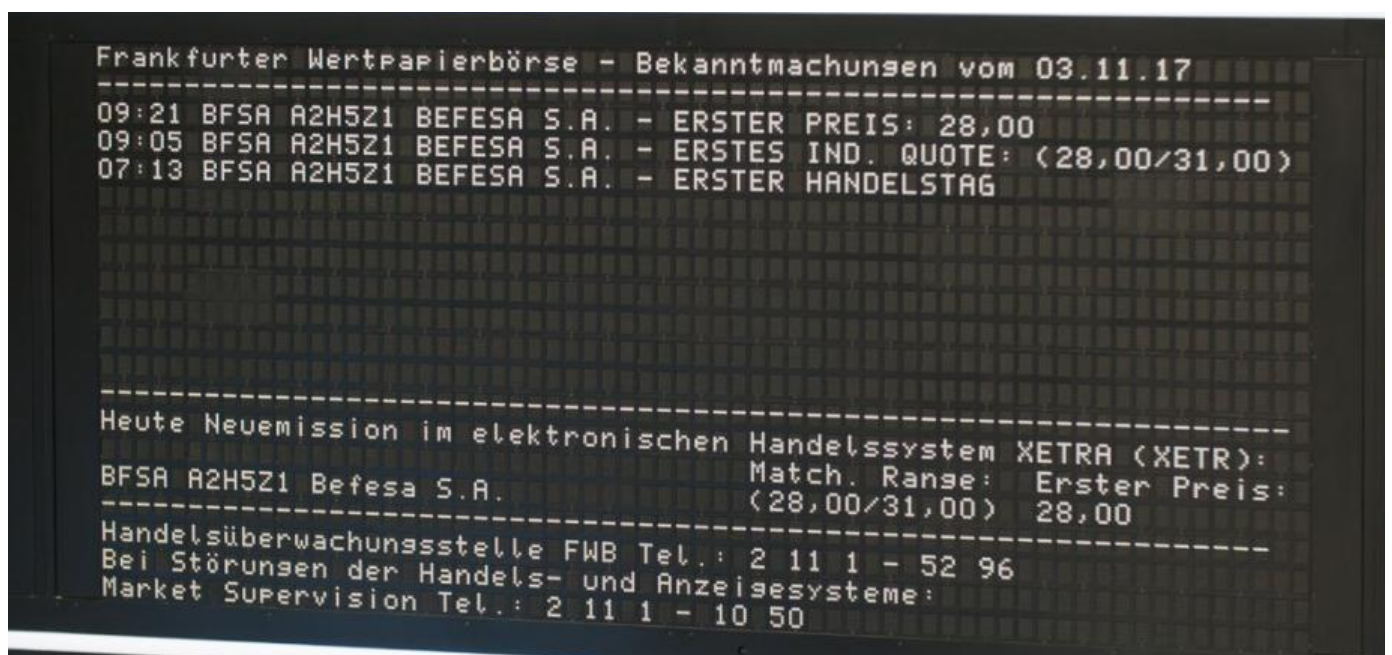 Frankfurter Wertpapierbörse - Bekanntmachungen vom 03.11.17
09:21 BFSA A2H5Z1 BEFESA S.A. - ERSTER PREIS: 28,00
09:05 BFSA A2H5Z1 BEFESA S.A. - ERSTES IND. QUOTE: (28,00/31,00)
07:13 BFSA A2H5Z1 BEFESA S.A. - ERSTER HANDELSTAG
Heute Neuemission im elektronischen Handelssystem XETRA (XETR):
Match. Range: Erster Preis:
BFSA A2H5Z1 Befesa S.A. (28,00/31,00) 28,00
Handelsüberwachungsstelle FWB Tel.: 2 11 1 - 52 96
Bei Störungen der Handels- und Anzeigesysteme:
Market Supervision Tel.: 2 11 1 - 10 50